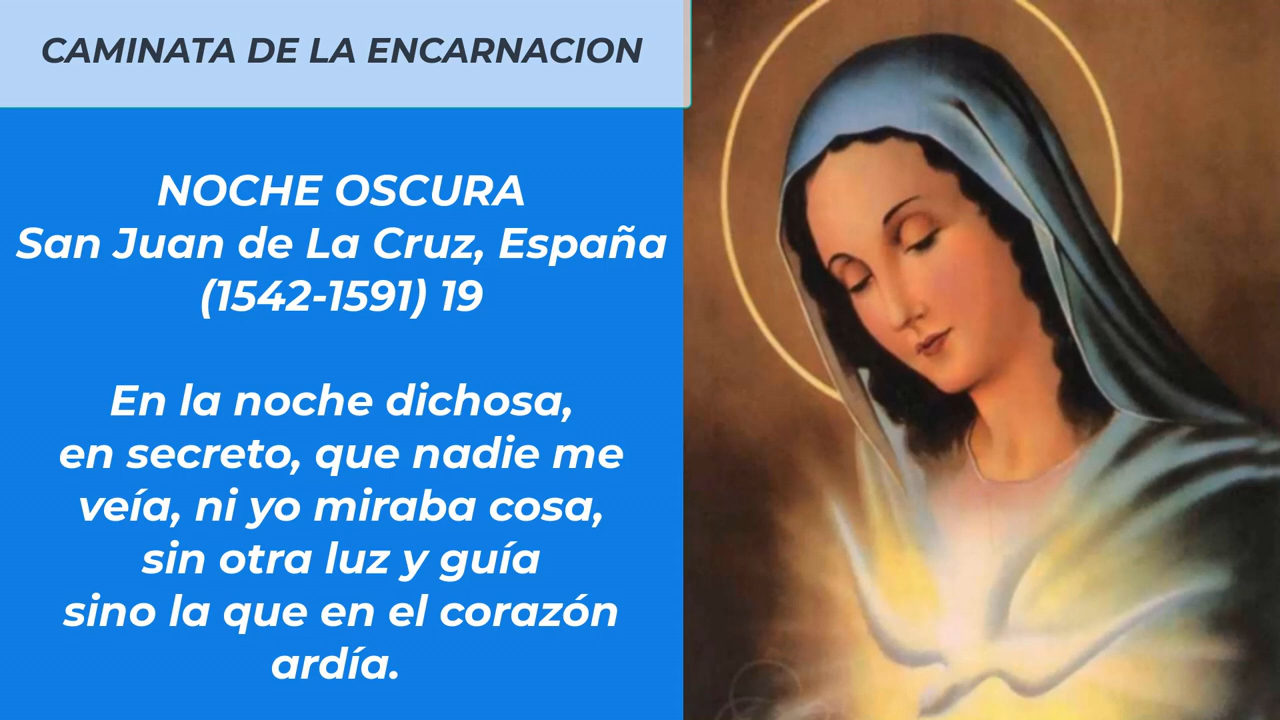 CAMINATA DE LA ENCARNACION
NOCHE OSCURA
San Juan de La Cruz, España
(1542-1591) 19
En la noche dichosa,
en secreto, que nadie me
veía, ni yo miraba cosa,
sin otra luz y guía
sino la que en el corazón
ardía.